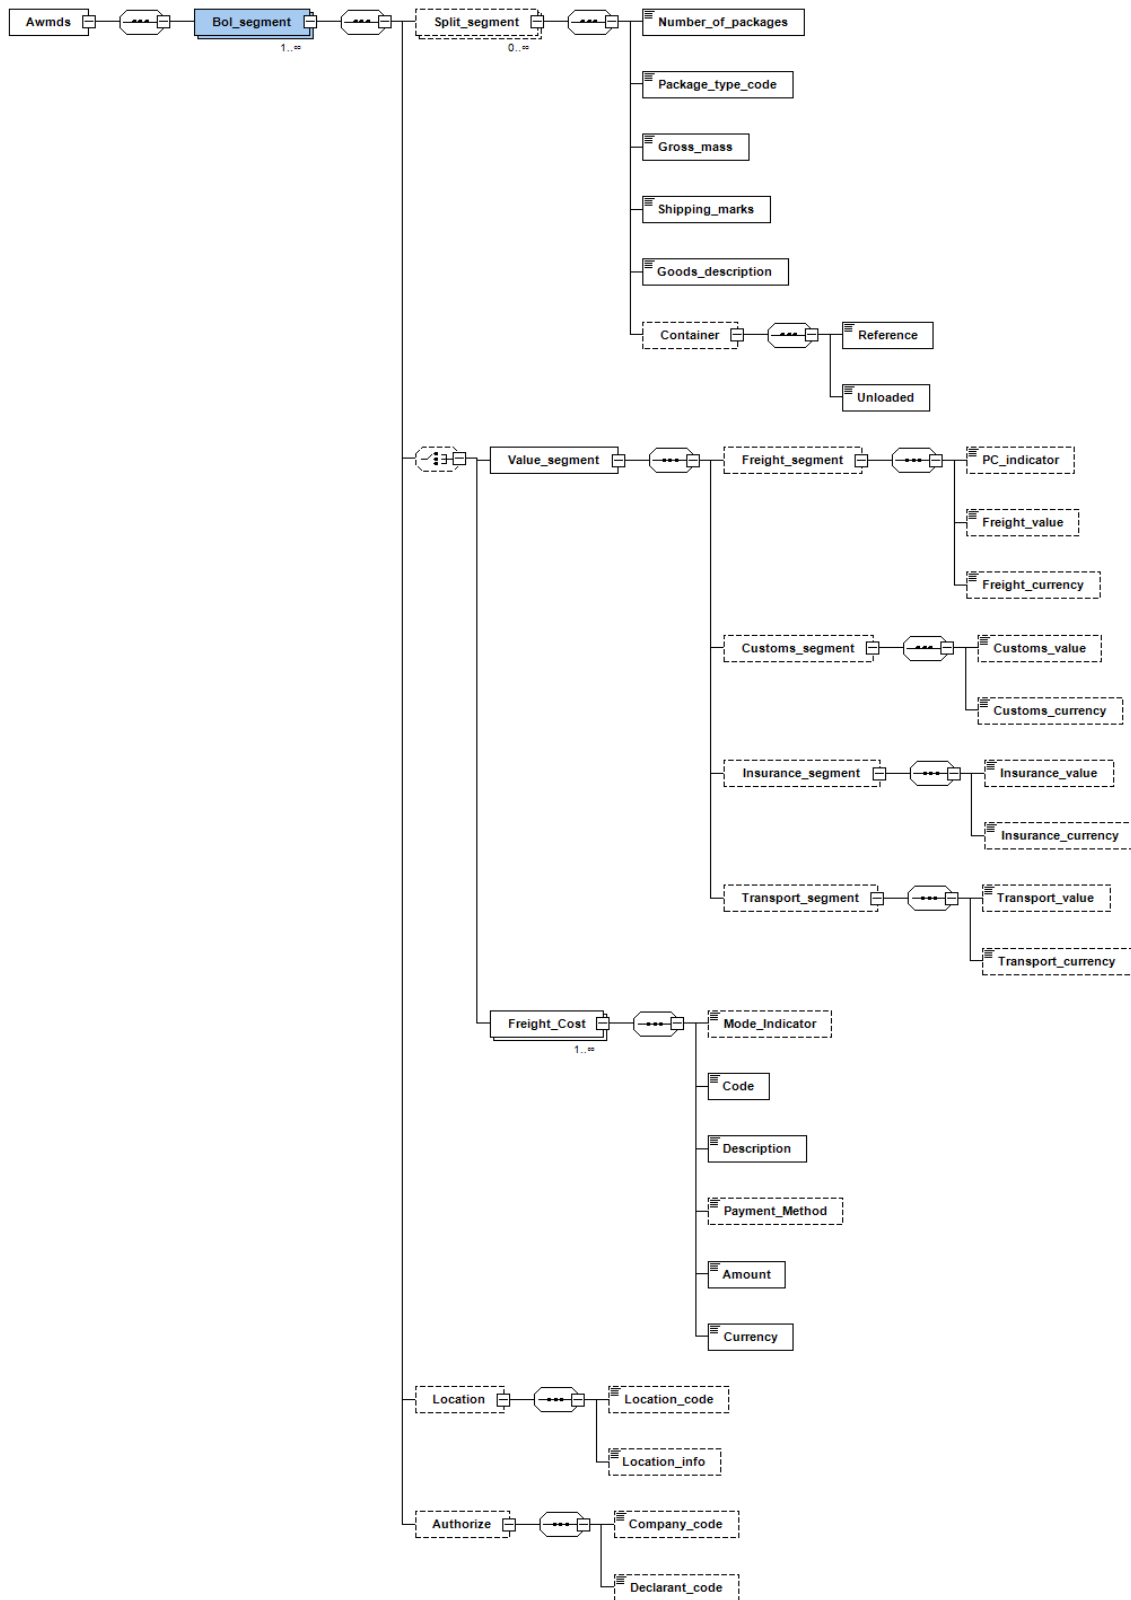 Awmds
Bol_segment
1..∞
Split_segment
0..∞
Number_of_packages
Package_type_code
Gross_mass
Shipping_marks
Goods_description
Container
Reference
Unloaded
Value_segment
Freight_segment
PC_indicator
Freight_value
Freight_currency
Customs_segment
Customs_value
Customs_currency
Insurance_segment
Insurance_value
Insurance_currency
Transport_segment
Transport_value
Transport_currency
Freight_Cost
1..∞
Mode_Indicator
Code
Description
Payment_Method
Amount
Currency
Location
Location_code
Location_info
Authorize
Company_code
Declarant_code